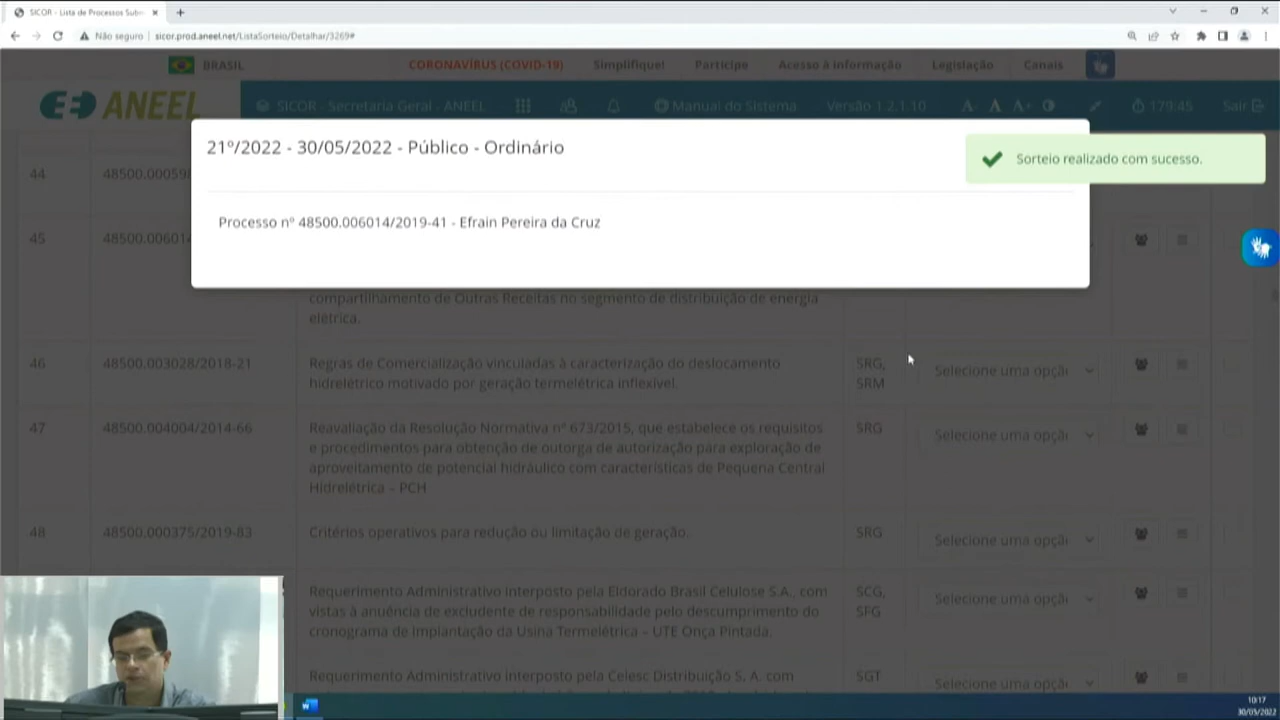 SICOR - Lista de Processos Subm
Não seguro | sicor.prod.aneel.net/ListaSorteio/Detalhar/3269#
BRASIL
CORONAVÍRUS (COVID-19)
Simplifique!
Participe
Acesso à informação
Legislação
Canais
ANEEL
SICOR - Secretaria Geral - ANEEL
Manual do Sistema
Versão 1.2.1.10
A-
A
A+
179:45
Sair
21º/2022 - 30/05/2022 - Público - Ordinário
Sorteio realizado com sucesso.
Processo nº 48500.006014/2019-41 - Efrain Pereira da Cruz
44
48500.00059
45
48500.006014
compartilhamento de Outras Receitas no segmento de distribuição de energia
elétrica.
46
48500.003028/2018-21
Regras de Comercialização vinculadas à caracterização do deslocamento
hidrelétrico motivado por geração termelétrica inflexível.
SRG,
SRM
Selecione uma opçã
47
48500.004004/2014-66
Reavaliação da Resolução Normativa nº 673/2015, que estabelece os requisitos
e procedimentos para obtenção de outorga de autorização para exploração de
aproveitamento de potencial hidráulico com características de Pequena Central
Hidrelétrica – PCH
SRG
Selecione uma opçã
48
48500.000375/2019-83
Critérios operativos para redução ou limitação de geração.
SRG
Selecione uma opçã
Requerimento Administrativo interposto pela Eldorado Brasil Celulose S.A., com
vistas à anuência de excludente de responsabilidade pelo descumprimento do
cronograma de implantação da Usina Termelétrica – UTE Onça Pintada.
SCG,
SFG
Selecione uma opçã
Requerimento Administrativo interposto pela Celesc Distribuição S. A. com
SGT
Selecione uma opçã
10:17
30/05/2022